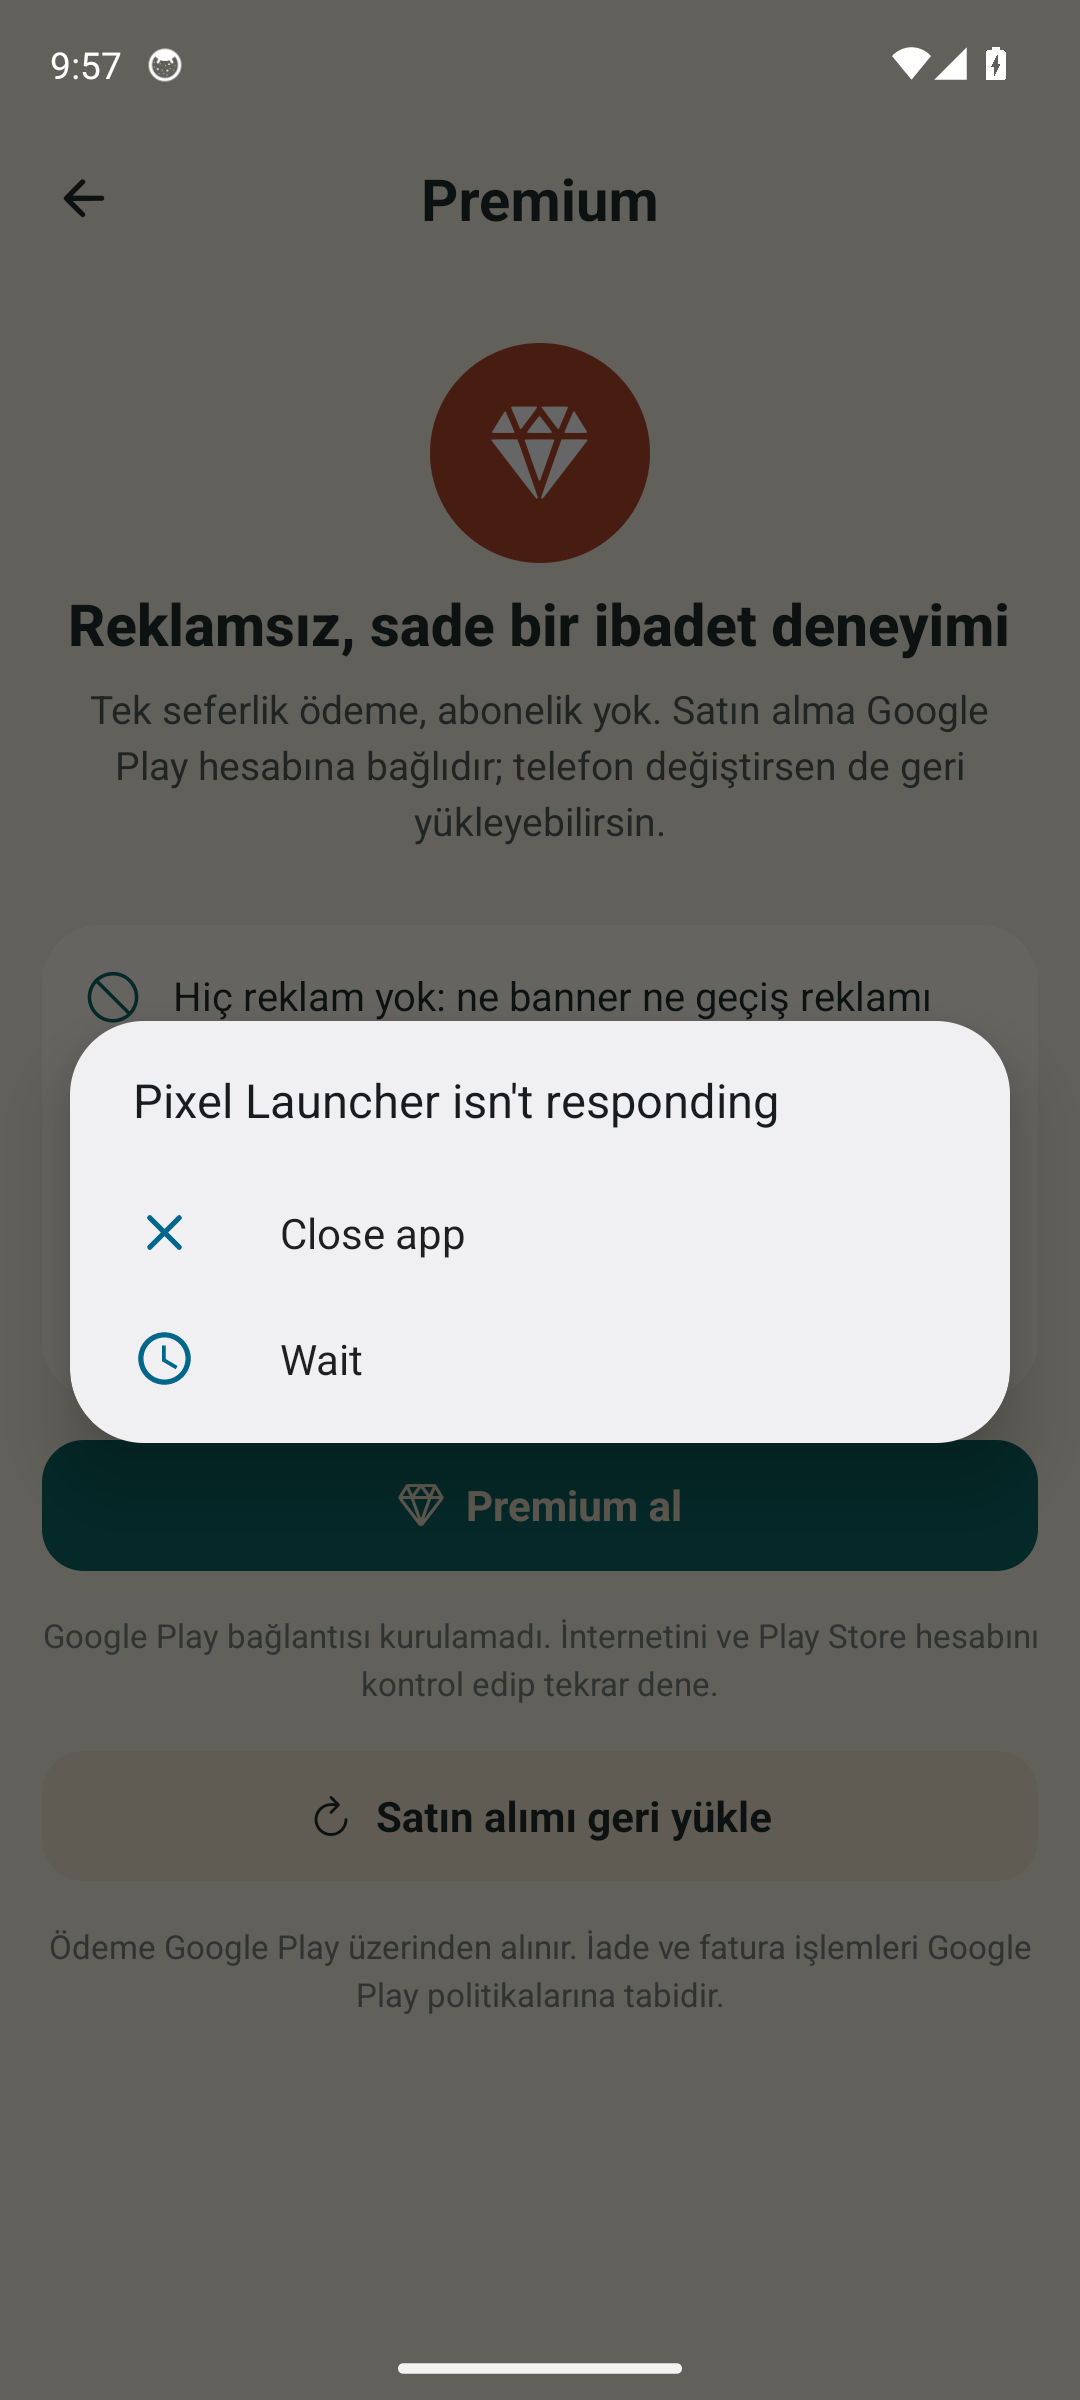 9:57
Premium
Reklamsız, sade bir ibadet deneyimi
Tek seferlik ödeme, abonelik yok. Satın alma Google
Play hesabına bağlıdır; telefon değiştirsen de geri
yükleyebilirsin.
Hiç reklam yok: ne banner ne geçiş reklamı
Pixel Launcher isn't responding
Close app
Wait
Premium al
Google Play bağlantısı kurulamadı. İnternetini ve Play Store hesabını
kontrol edip tekrar dene.
Satın alımı geri yükle
Ödeme Google Play üzerinden alınır. İade ve fatura işlemleri Google
Play politikalarına tabidir.